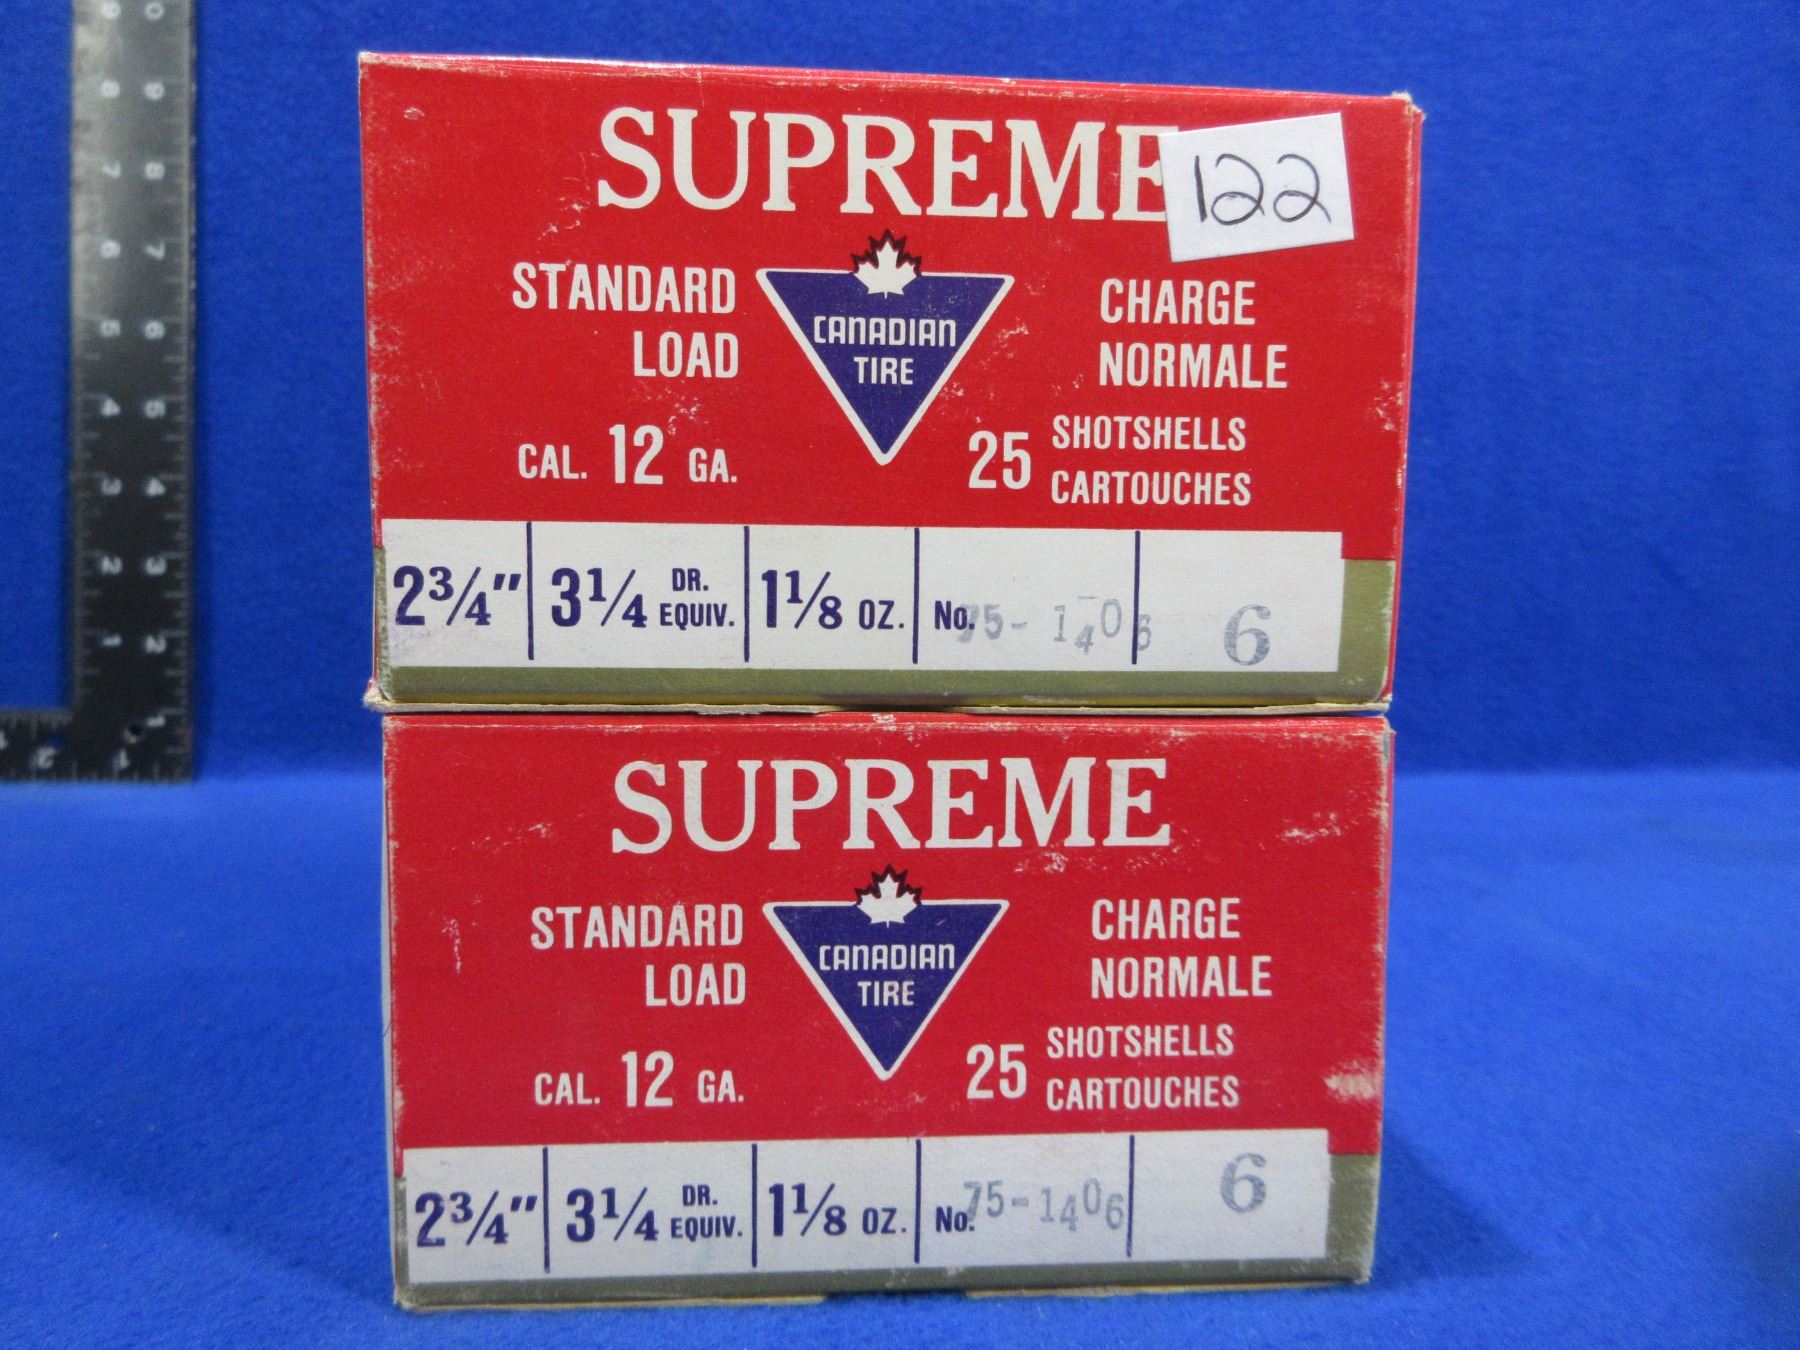 SUPREME
122
STANDARD LOAD
CANADIAN TIRE
CHARGE NORMALE
CAL. 12 GA.
25 SHOTSHELLS CARTOUCHES
2¾" 3¼ DR. EQUIV. 1⅛ OZ. No. 75-1406 6
SUPREME
STANDARD LOAD
CANADIAN TIRE
CHARGE NORMALE
CAL. 12 GA.
25 SHOTSHELLS CARTOUCHES
2¾" 3¼ DR. EQUIV. 1⅛ OZ. No. 75-1406 6